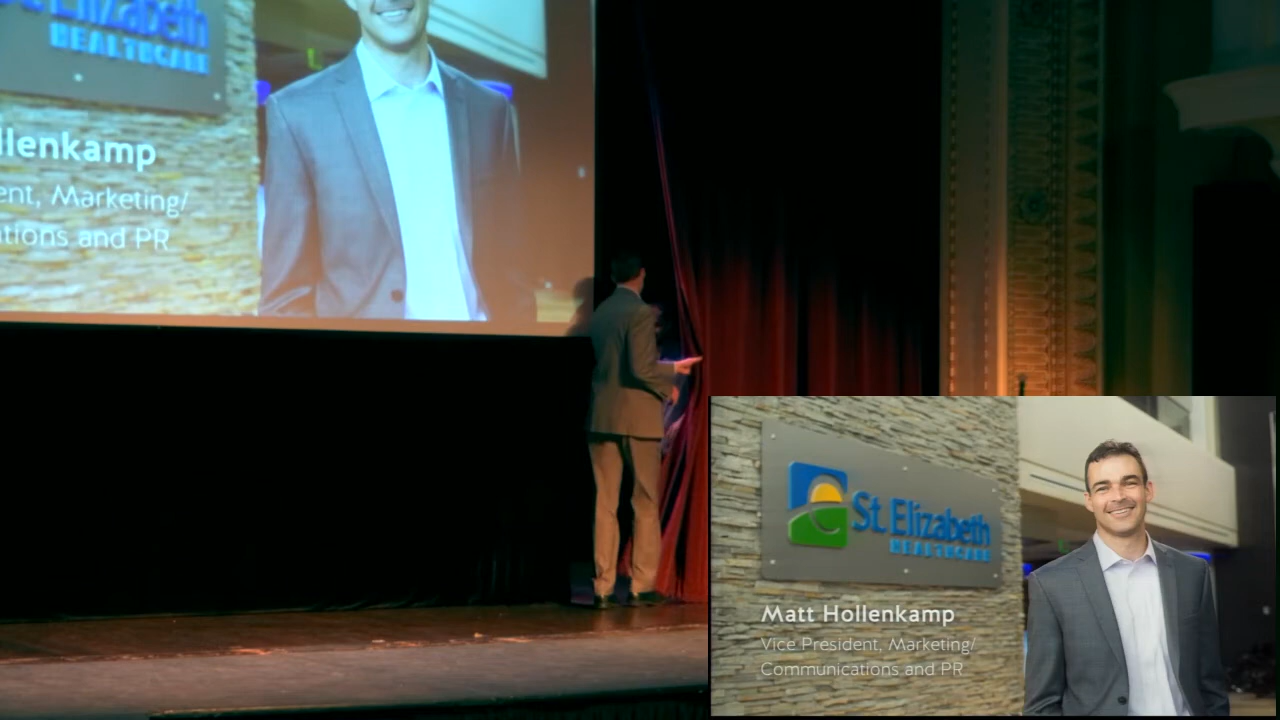 St. Elizabeth
HEALTHCARE
llenkamp
ent, Marketing/
tions and PR
St. Elizabeth
HEALTHCARE
Matt Hollenkamp
Vice President, Marketing/
Communications and PR